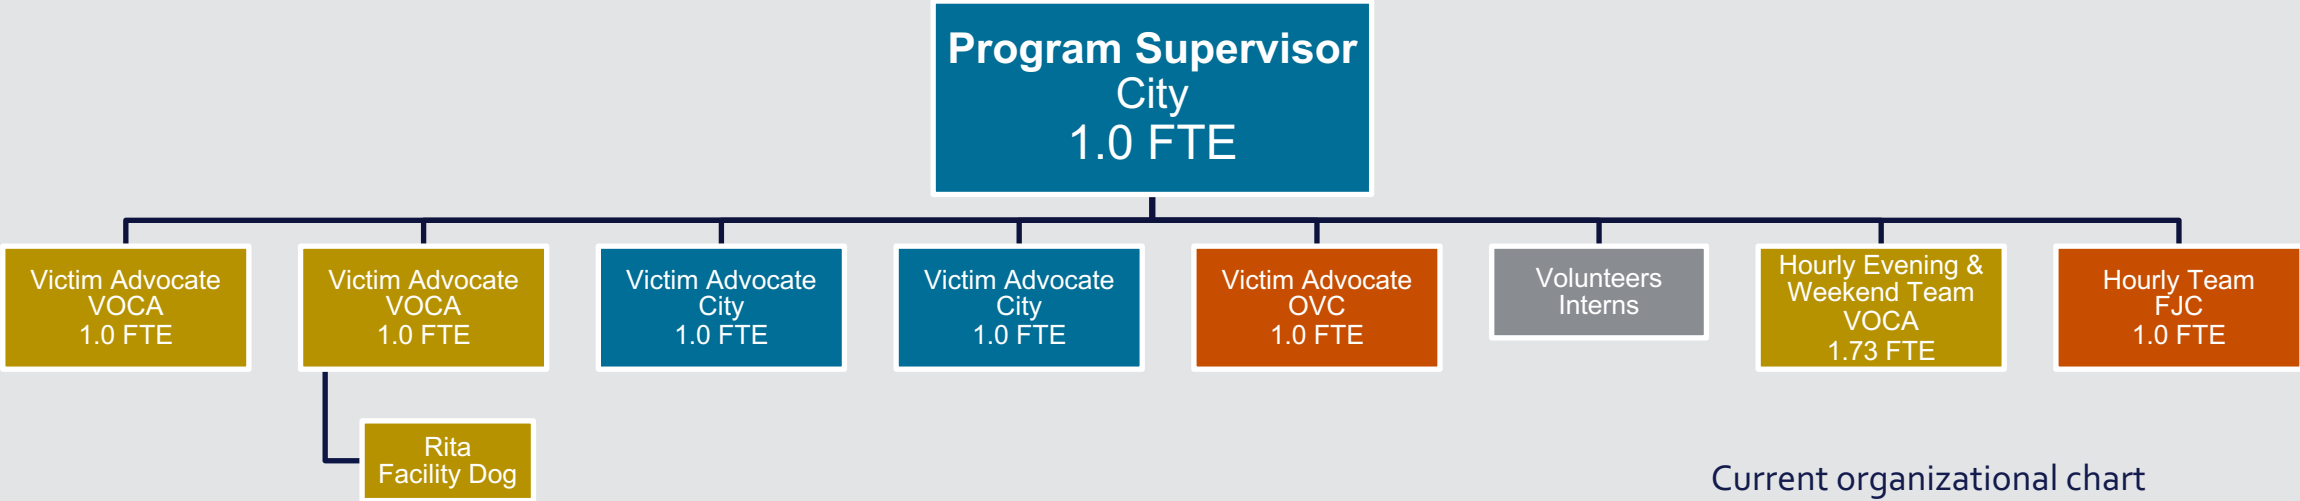 Program Supervisor
City
1.0 FTE
Victim Advocate
VOCA
1.0 FTE
Victim Advocate
VOCA
1.0 FTE
Victim Advocate
City
1.0 FTE
Victim Advocate
City
1.0 FTE
Victim Advocate
OVC
1.0 FTE
Volunteers
Interns
Hourly Evening &
Weekend Team
VOCA
1.73 FTE
Hourly Team
FJC
1.0 FTE
Rita
Facility Dog
Current organizational chart